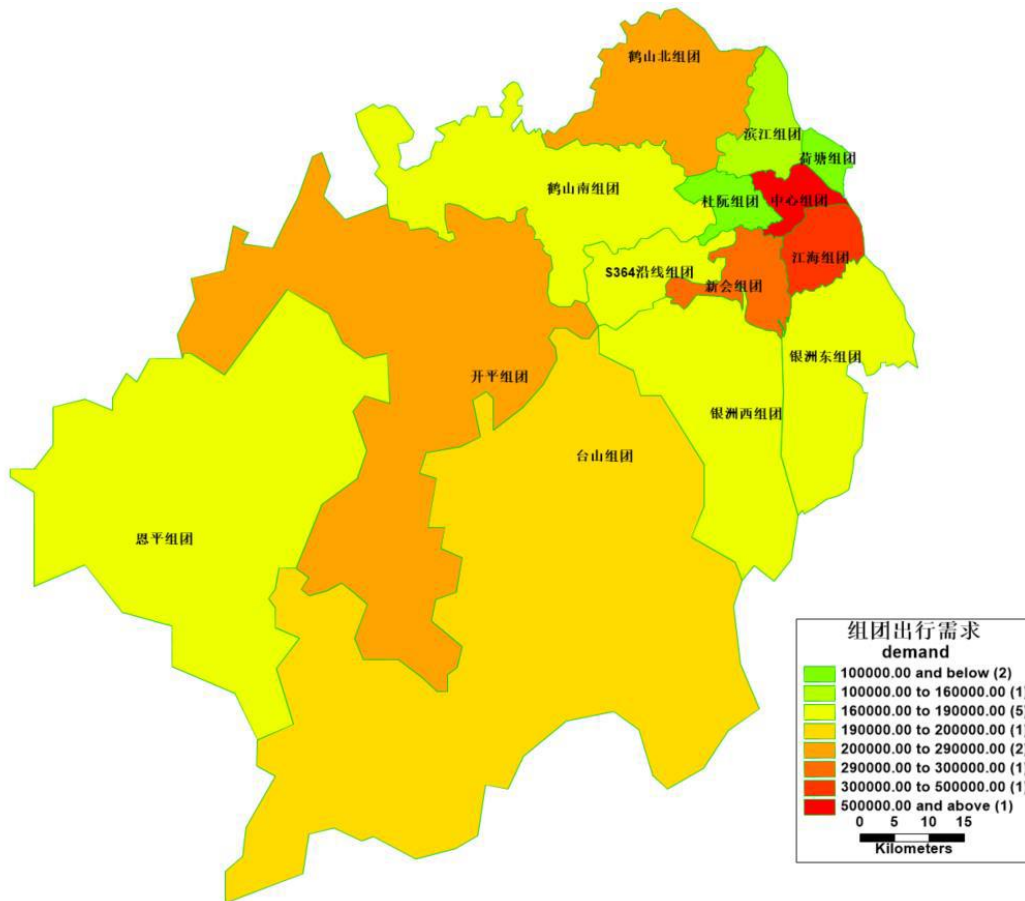 鹤山北组团
滨江组团
荷塘组团
鹤山南组团
杜阮组团
中心组团
江海组团
S364沿线组团
新会组团
银洲东组团
开平组团
银洲西组团
台山组团
恩平组团
组团出行需求
demand
100000.00 and below (2)
100000.00 to 160000.00 (1)
160000.00 to 190000.00 (5)
190000.00 to 200000.00 (1)
200000.00 to 290000.00 (2)
290000.00 to 300000.00 (1)
300000.00 to 500000.00 (1)
500000.00 and above (1)
0 5 10 15
Kilometers